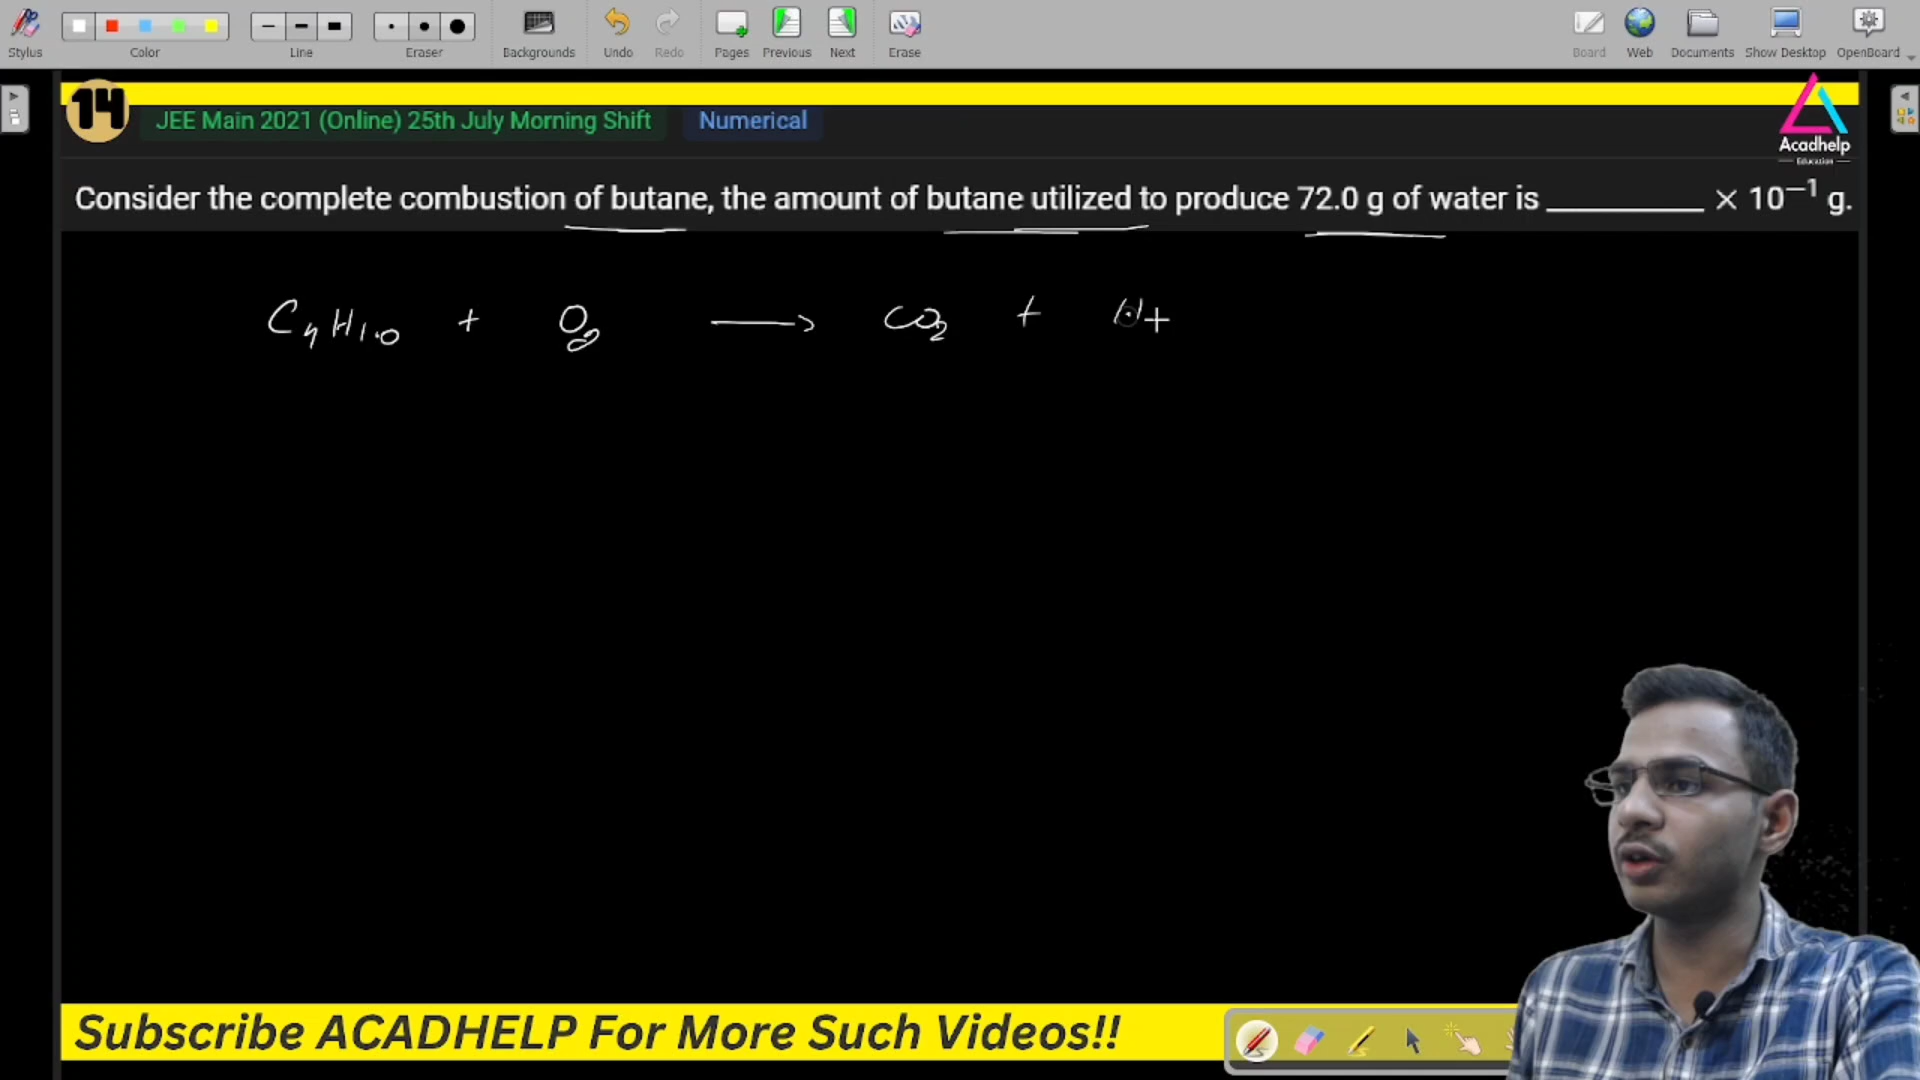 Stylus Color Line Eraser Backgrounds Undo Redo Pages Previous Next Erase Board Web Documents Show Desktop OpenBoard
14 JEE Main 2021 (Online) 25th July Morning Shift Numerical
Acadhelp
Education
Consider the complete combustion of butane, the amount of butane utilized to produce 72.0 g of water is __________ × 10⁻¹ g.
C₄H₁₀ + O₂ → CO₂ + H
Subscribe ACADHELP For More Such Videos!!